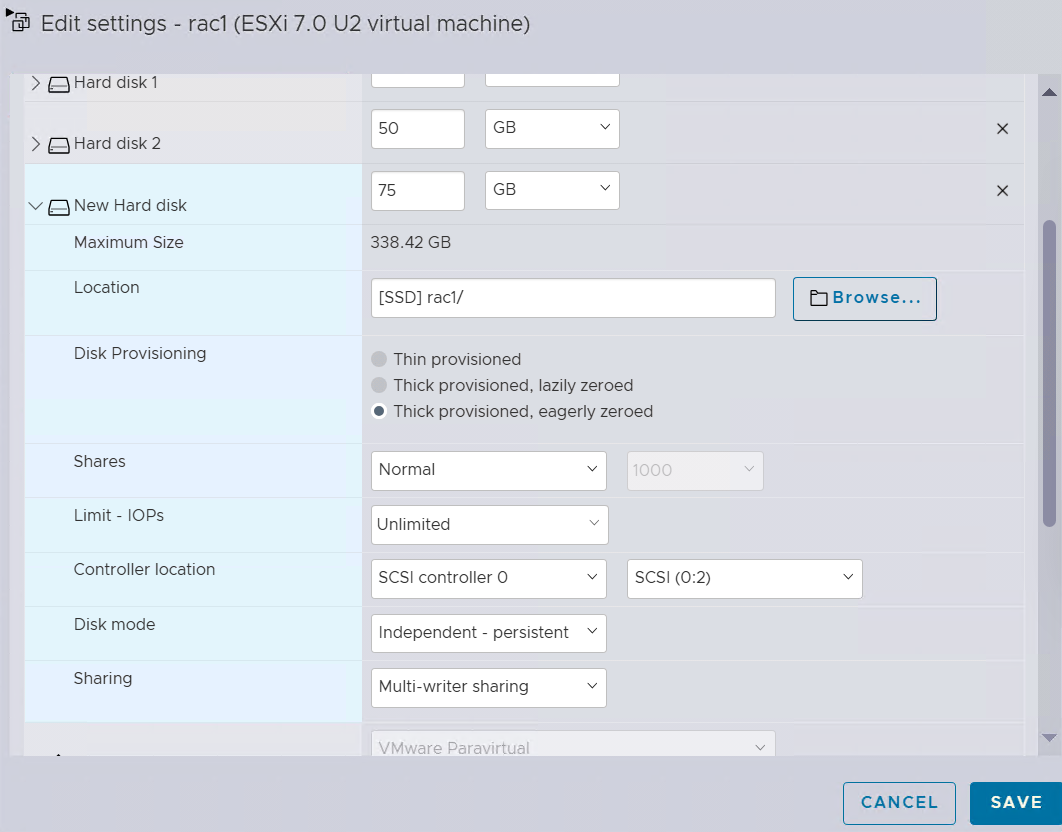 Edit settings - rac1 (ESXi 7.0 U2 virtual machine)
Hard disk 1
Hard disk 2 50 GB
New Hard disk 75 GB
Maximum Size 338.42 GB
Location [SSD] rac1/ Browse...
Disk Provisioning Thin provisioned
Thick provisioned, lazily zeroed
Thick provisioned, eagerly zeroed
Shares Normal 1000
Limit - IOPs Unlimited
Controller location SCSI controller 0 SCSI (0:2)
Disk mode Independent - persistent
Sharing Multi-writer sharing
VMware Paravirtual
CANCEL SAVE